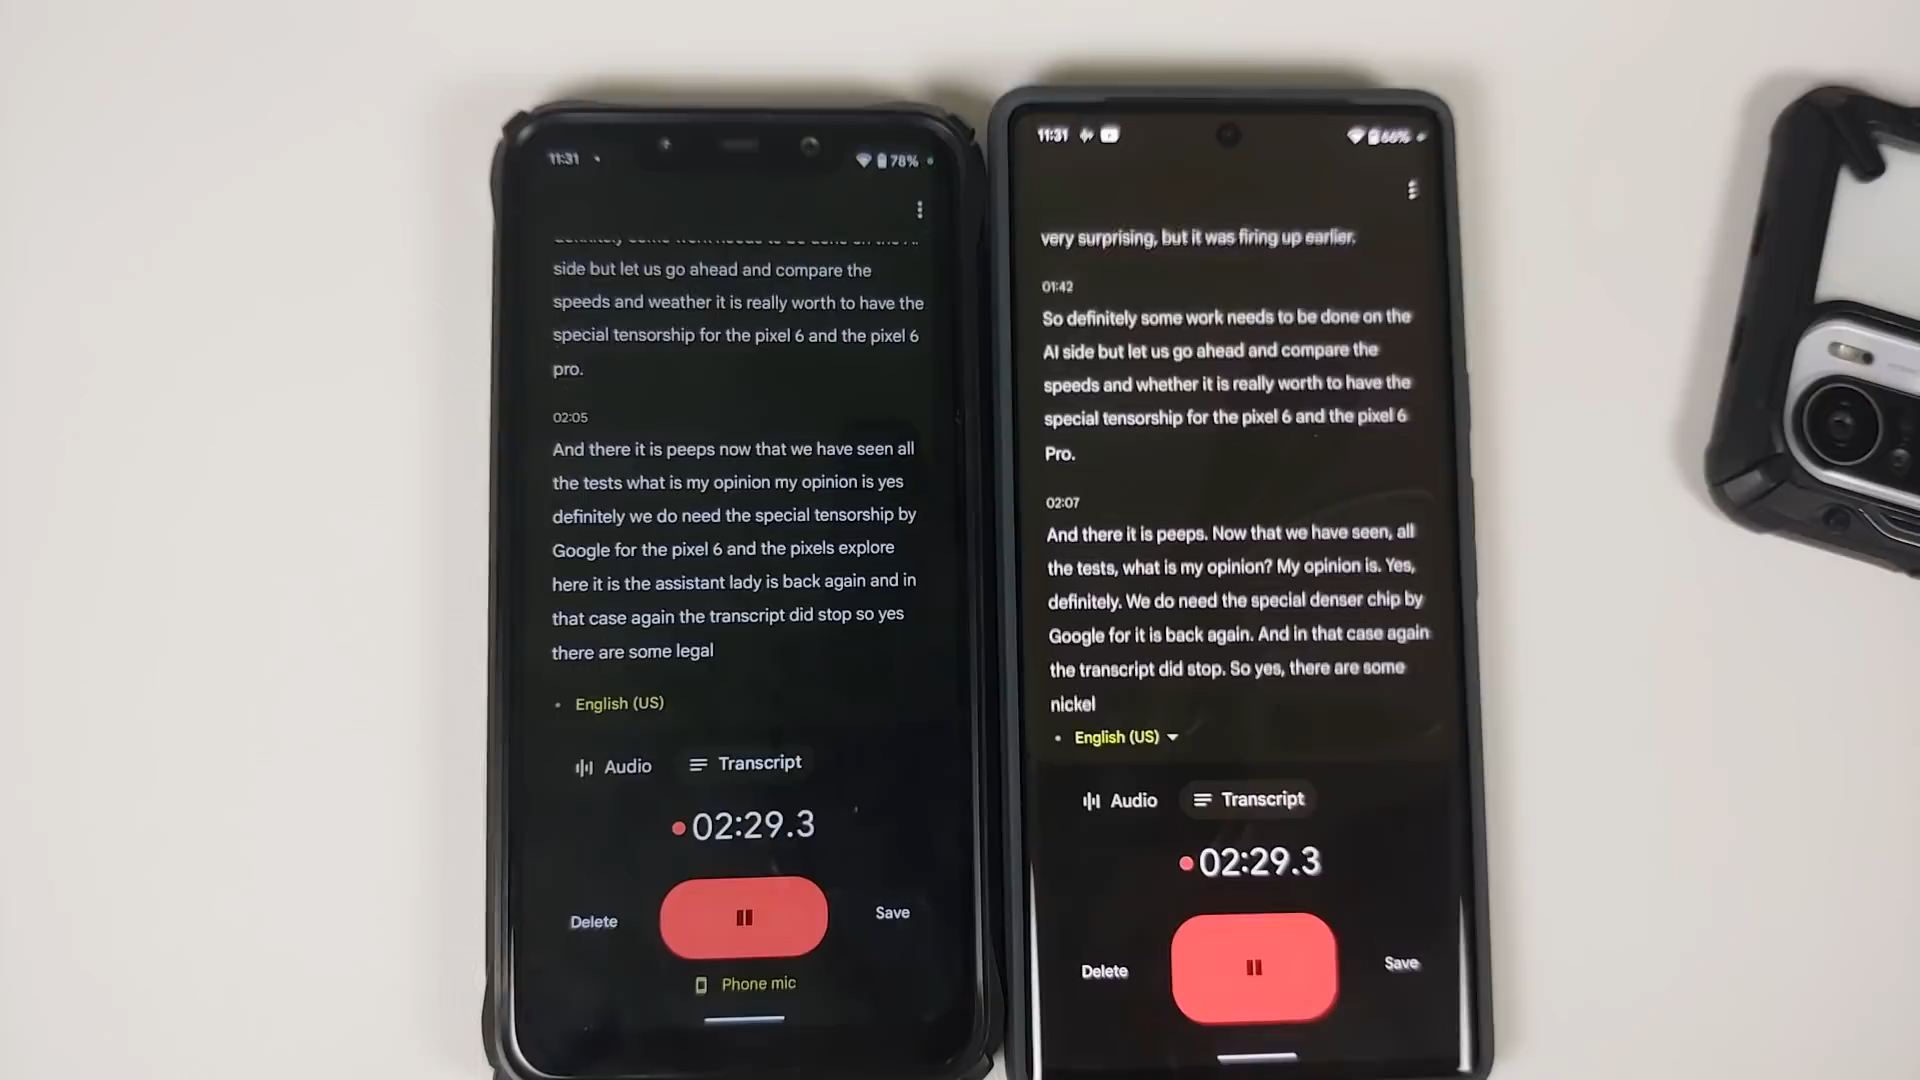 11:31
78%
side but let us go ahead and compare the
speeds and weather it is really worth to have the
special tensorship for the pixel 6 and the pixel 6
pro.
02:05
And there it is peeps now that we have seen all
the tests what is my opinion my opinion is yes
definitely we do need the special tensorship by
Google for the pixel 6 and the pixels explore
here it is the assistant lady is back again and in
that case again the transcript did stop so yes
there are some legal
English (US)
Audio
Transcript
02:29.3
Delete
Save
Phone mic
11:31
66%
very surprising, but it was firing up earlier.
01:42
So definitely some work needs to be done on the
AI side but let us go ahead and compare the
speeds and whether it is really worth to have the
special tensorship for the pixel 6 and the pixel 6
Pro.
02:07
And there it is peeps. Now that we have seen, all
the tests, what is my opinion? My opinion is. Yes,
definitely. We do need the special denser chip by
Google for it is back again. And in that case again
the transcript did stop. So yes, there are some
nickel
English (US)
Audio
Transcript
02:29.3
Delete
Save